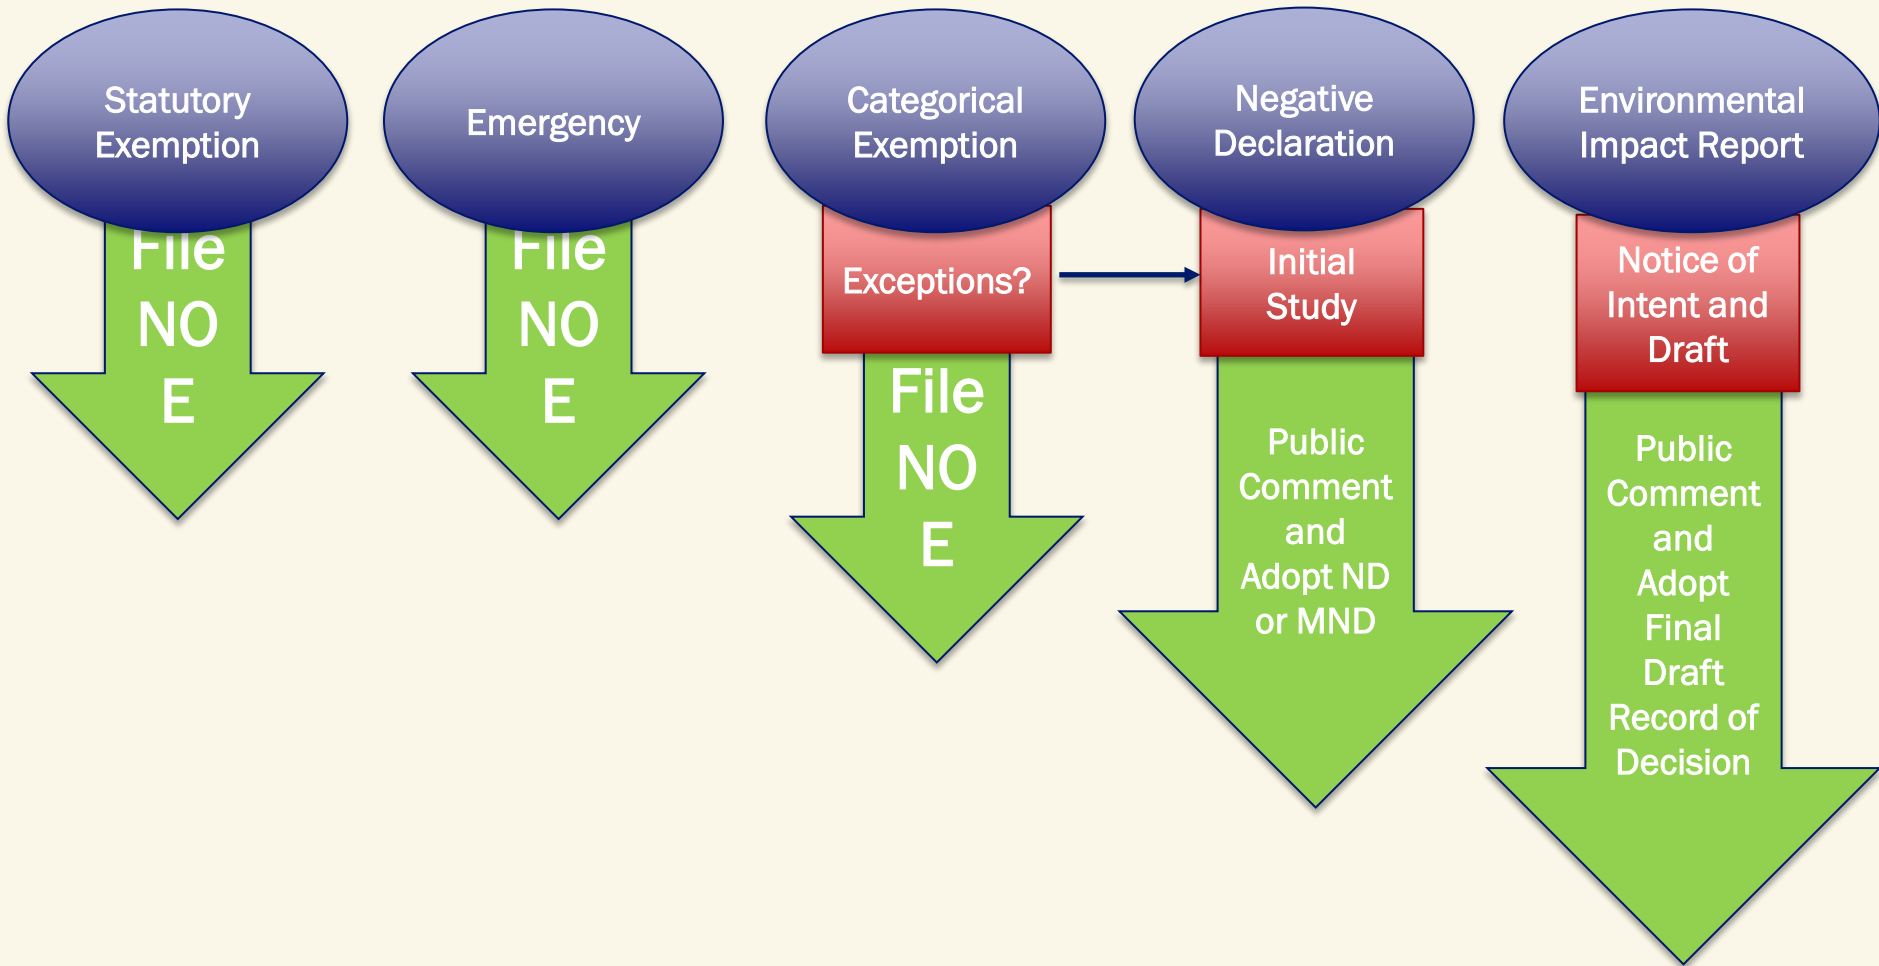 Statutory
Exemption
File
NO
E
Emergency
File
NO
E
Categorical
Exemption
Exceptions?
File
NO
E
Negative
Declaration
Initial
Study
Public
Comment
and
Adopt ND
or MND
Environmental
Impact Report
Notice of
Intent and
Draft
Public
Comment
and
Adopt
Final
Draft
Record of
Decision